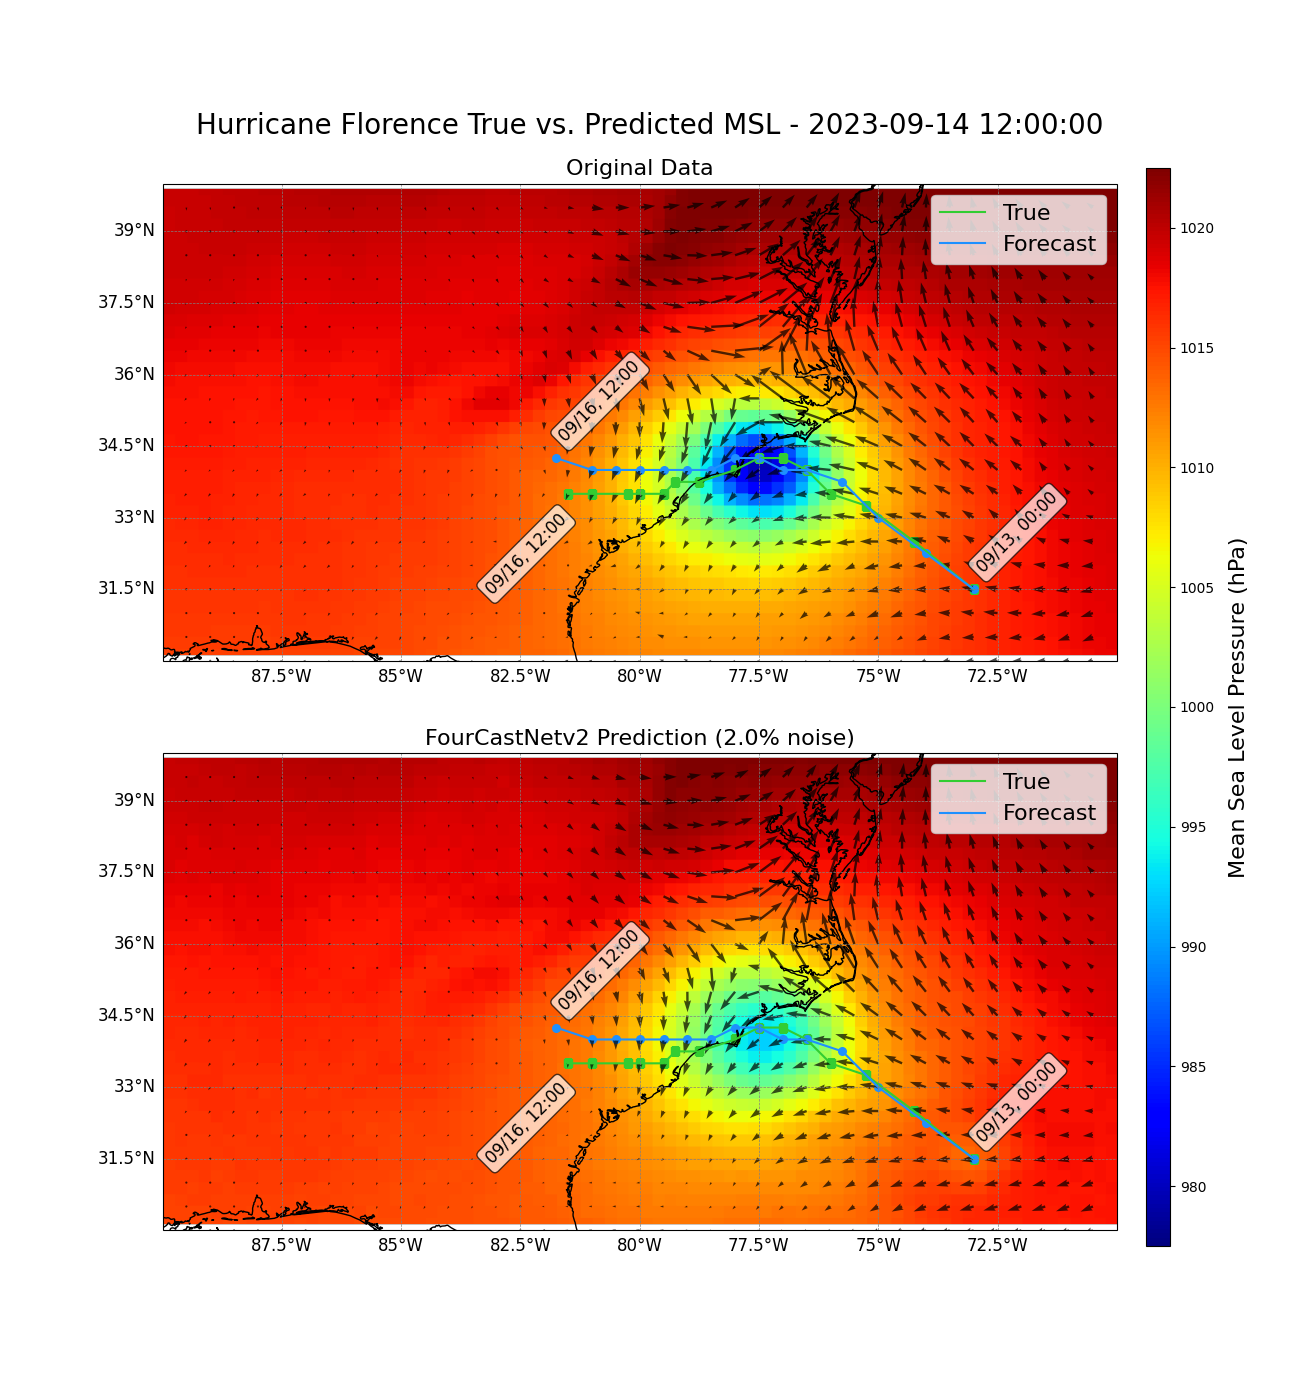 Hurricane Florence True vs. Predicted MSL - 2023-09-14 12:00:00
Original Data
True
Forecast
39°N
37.5°N
36°N
34.5°N
33°N
31.5°N
09/16, 12:00
09/16, 12:00
09/13, 00:00
87.5°W
85°W
82.5°W
80°W
77.5°W
75°W
72.5°W
FourCastNetv2 Prediction (2.0% noise)
True
Forecast
39°N
37.5°N
36°N
34.5°N
33°N
31.5°N
09/16, 12:00
09/16, 12:00
09/13, 00:00
87.5°W
85°W
82.5°W
80°W
77.5°W
75°W
72.5°W
1020
1015
1010
1005
1000
995
990
985
980
Mean Sea Level Pressure (hPa)